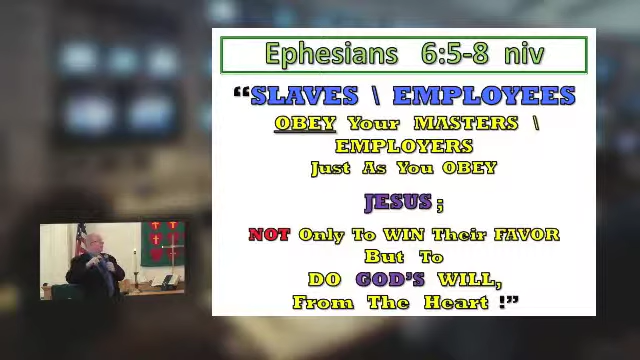 Ephesians 6:5-8 niv
“SLAVES \ EMPLOYEES
OBEY Your MASTERS \
EMPLOYERS
Just As You OBEY
JESUS ;
NOT Only To WIN Their FAVOR
But To
DO GOD'S WILL,
From The Heart !”